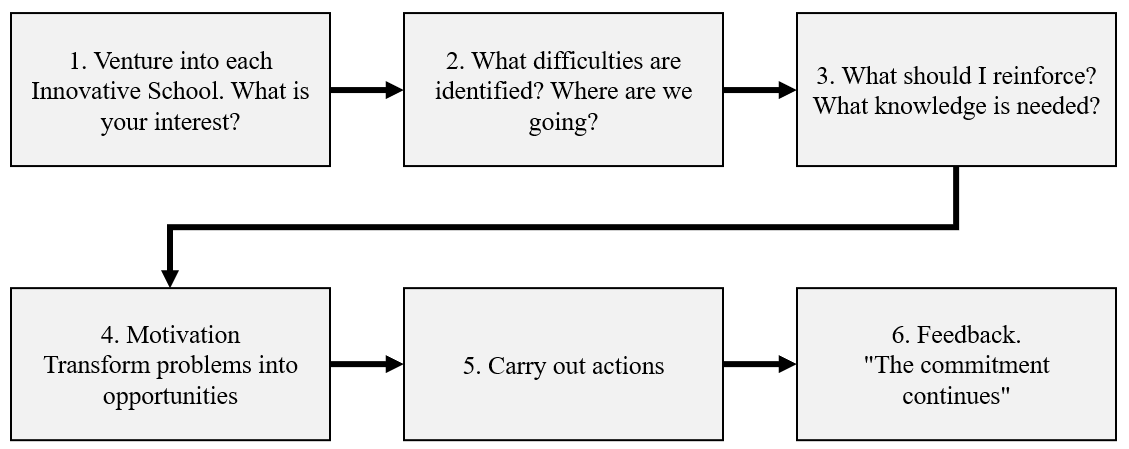 1. Venture into each
Innovative School. What is
your interest?
2. What difficulties are
identified? Where are we
going?
3. What should I reinforce?
What knowledge is needed?
4. Motivation
Transform problems into
opportunities
5. Carry out actions
6. Feedback.
"The commitment
continues"